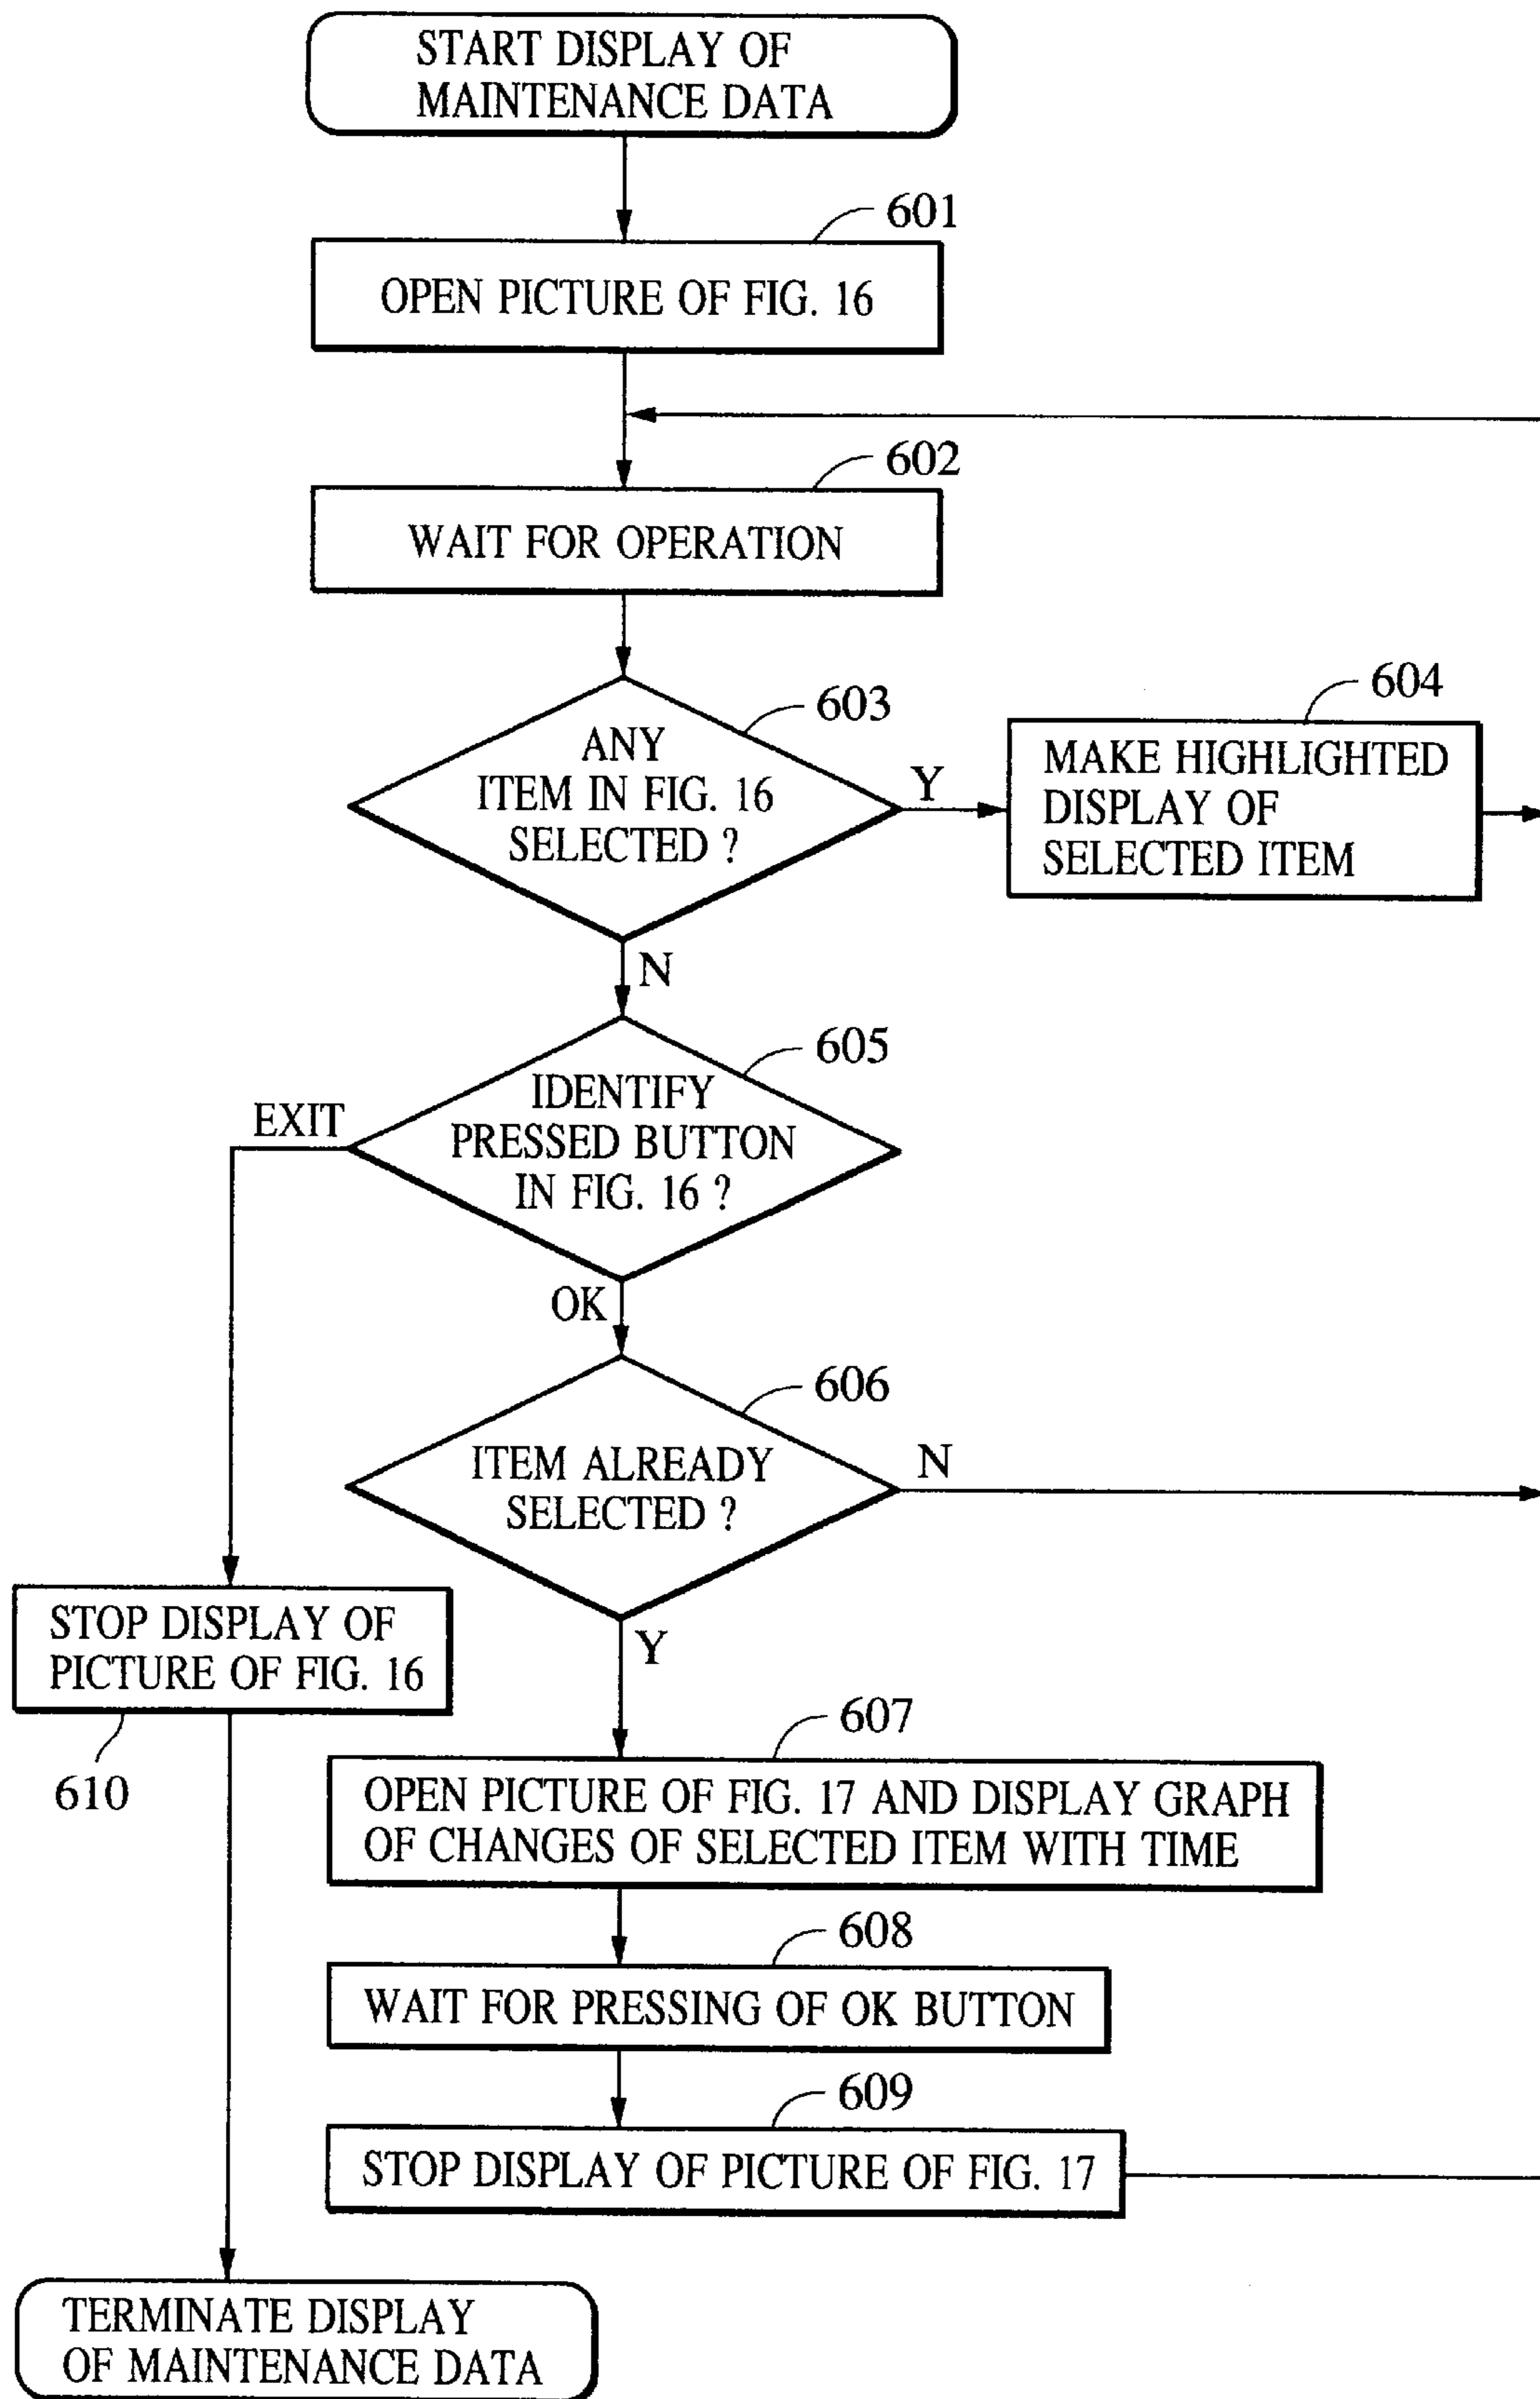 START DISPLAY OF
MAINTENANCE DATA
601
OPEN PICTURE OF FIG. 16
602
WAIT FOR OPERATION
603
ANY
ITEM IN FIG. 16
SELECTED ?
Y
604
MAKE HIGHLIGHTED
DISPLAY OF
SELECTED ITEM
N
605
IDENTIFY
PRESSED BUTTON
IN FIG. 16 ?
EXIT
OK
606
ITEM ALREADY
SELECTED ?
N
Y
STOP DISPLAY OF
PICTURE OF FIG. 16
610
607
OPEN PICTURE OF FIG. 17 AND DISPLAY GRAPH
OF CHANGES OF SELECTED ITEM WITH TIME
608
WAIT FOR PRESSING OF OK BUTTON
609
STOP DISPLAY OF PICTURE OF FIG. 17
TERMINATE DISPLAY
OF MAINTENANCE DATA